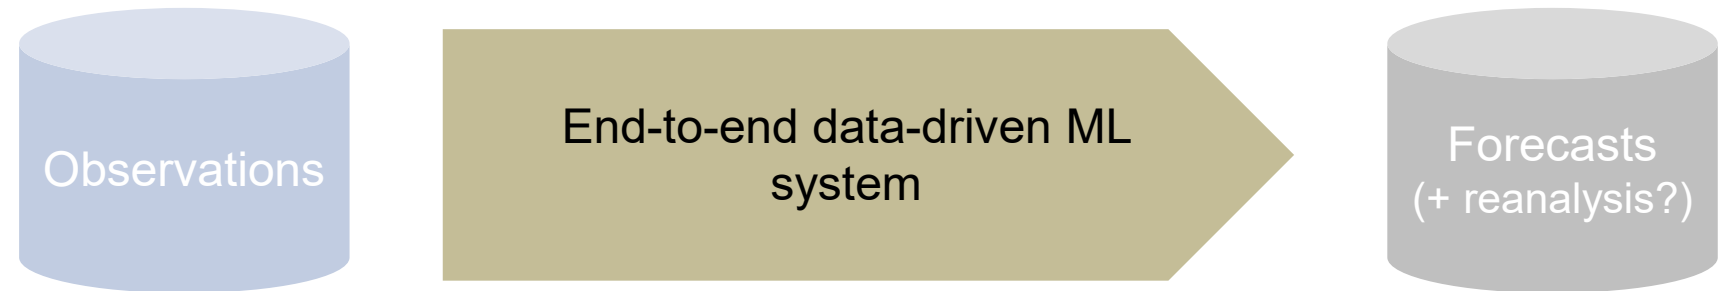 Observations
End-to-end data-driven ML
system
Forecasts
(+ reanalysis?)